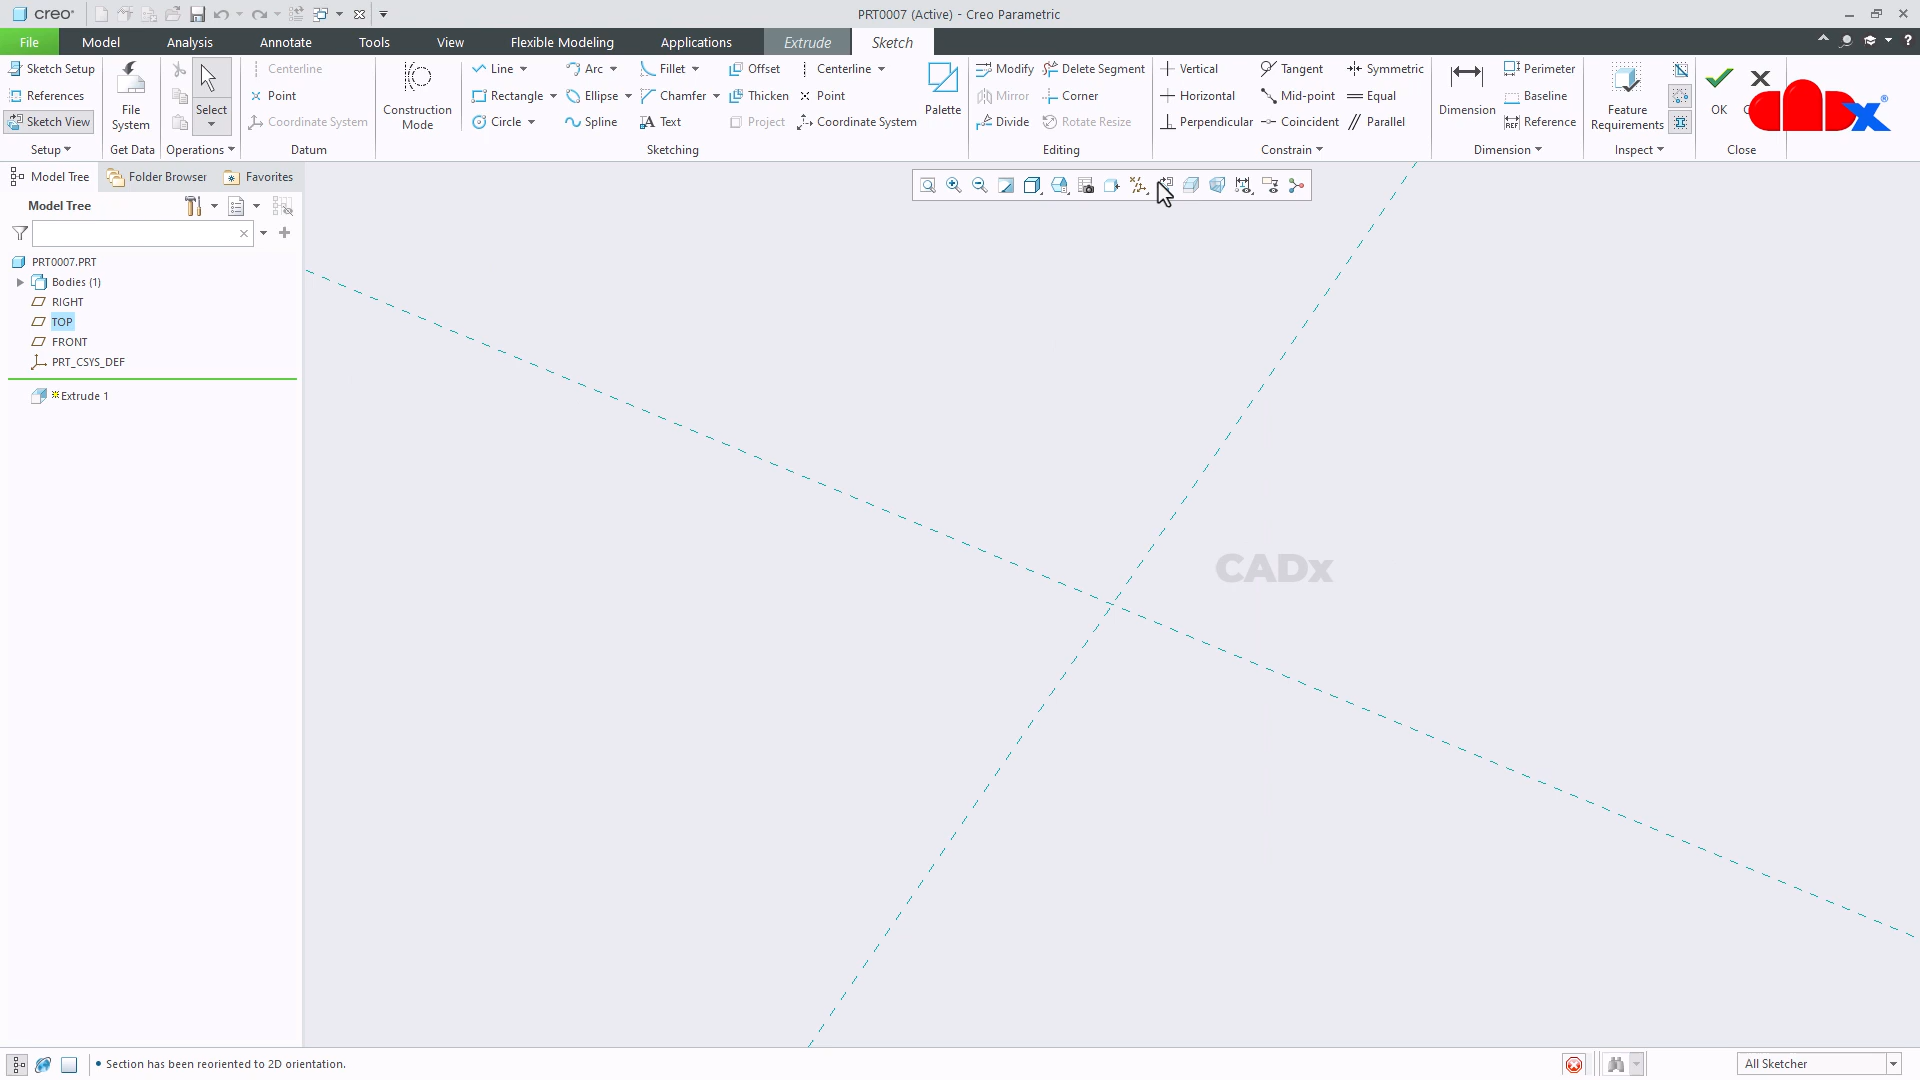 creo
PRT0007 (Active) - Creo Parametric
File
Model
Analysis
Annotate
Tools
View
Flexible Modeling
Applications
Extrude
Sketch
Sketch Setup
References
Sketch View
Setup
File
System
Get Data
Select
Operations
Centerline
Point
Coordinate System
Datum
Construction
Mode
Line
Rectangle
Circle
Arc
Ellipse
Spline
Fillet
Chamfer
Text
Offset
Thicken
Project
Centerline
Point
Coordinate System
Palette
Sketching
Modify
Mirror
Divide
Delete Segment
Corner
Rotate Resize
Editing
Vertical
Horizontal
Perpendicular
Tangent
Mid-point
Coincident
Symmetric
Equal
Parallel
Constrain
Dimension
Perimeter
Baseline
REF Reference
Dimension
Feature
Requirements
Inspect
OK
Close
CADx
Model Tree
Folder Browser
Favorites
Model Tree
PRT0007.PRT
Bodies (1)
RIGHT
TOP
FRONT
PRT_CSYS_DEF
Extrude 1
CADx
• Section has been reoriented to 2D orientation.
All Sketcher